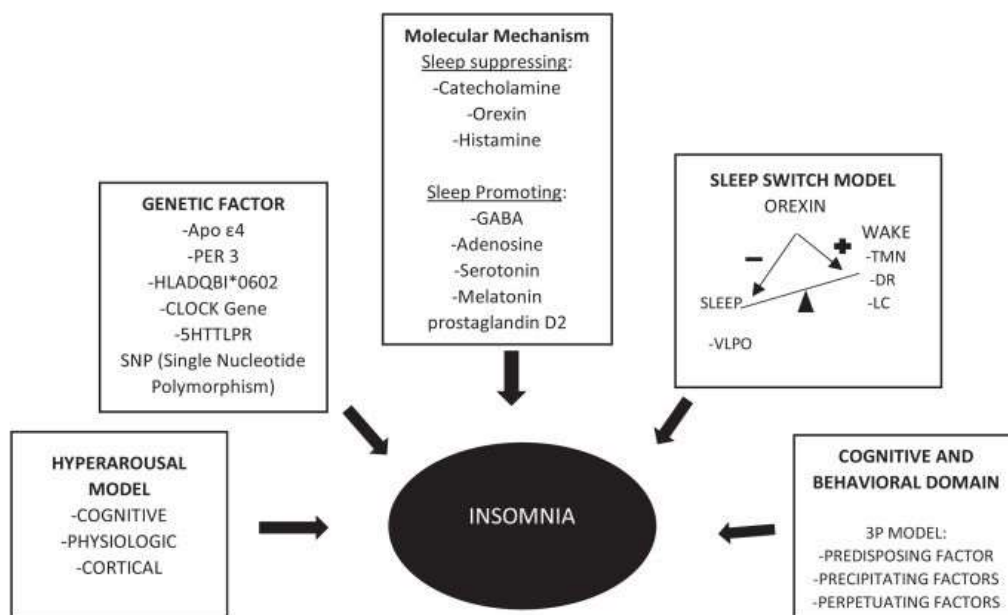 Molecular Mechanism
Sleep suppressing:
-Catecholamine
-Orexin
-Histamine
Sleep Promoting:
-GABA
-Adenosine
-Serotonin
-Melatonin
prostaglandin D2
GENETIC FACTOR
-Apo ε4
-PER 3
-HLADQBI*0602
-CLOCK Gene
-5HTTLPR
SNP (Single Nucleotide
Polymorphism)
SLEEP SWITCH MODEL
OREXIN
WAKE
-TMN
-DR
-LC
SLEEP
-VLPO
HYPERAROUSAL
MODEL
-COGNITIVE
-PHYSIOLOGIC
-CORTICAL
INSOMNIA
COGNITIVE AND
BEHAVIORAL DOMAIN
3P MODEL:
-PREDISPOSING FACTOR
-PRECIPITATING FACTORS
-PERPETUATING FACTORS